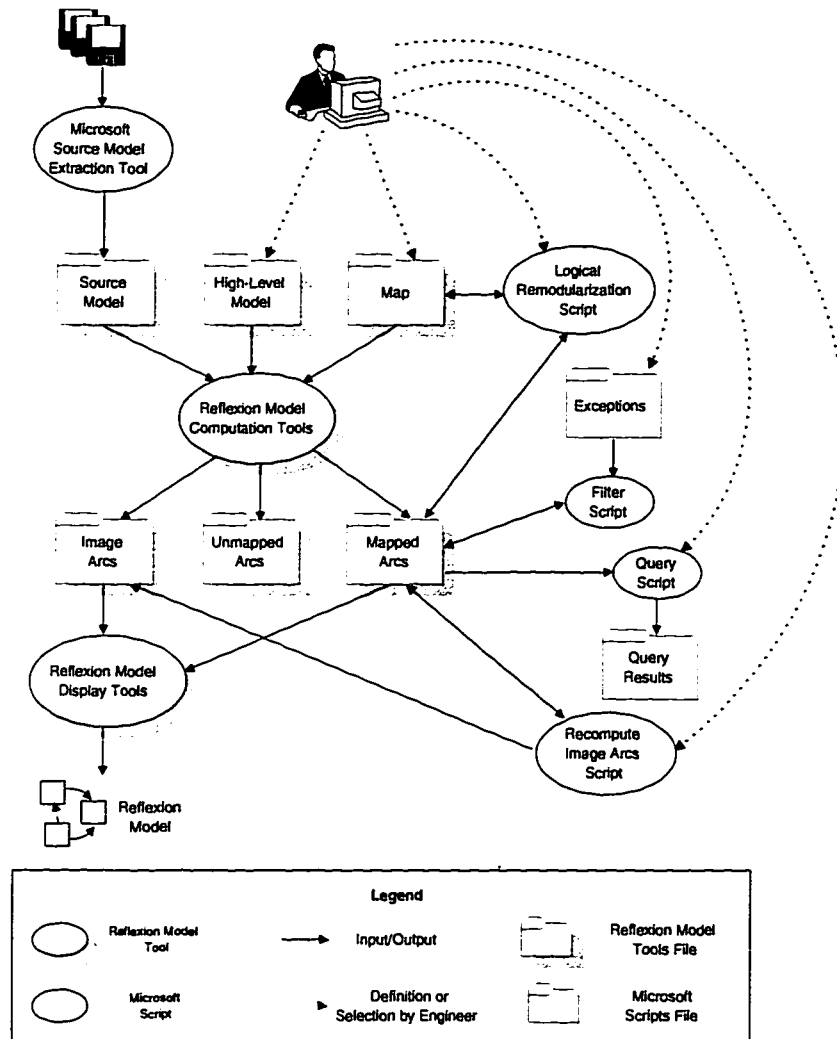 Microsoft
Source Model
Extraction Tool
Source
Model
High-Level
Model
Map
Logical
Remodularization
Script
Reflexion Model
Computation Tools
Exceptions
Filter
Script
Image
Arcs
Unmapped
Arcs
Mapped
Arcs
Query
Script
Reflexion Model
Display Tools
Query
Results
Recompute
Image Arcs
Script
Reflexion
Model
Legend
Reflexion Model
Tool
Input/Output
Reflexion Model
Tools File
Microsoft
Script
Definition or
Selection by Engineer
Microsoft
Scripts File